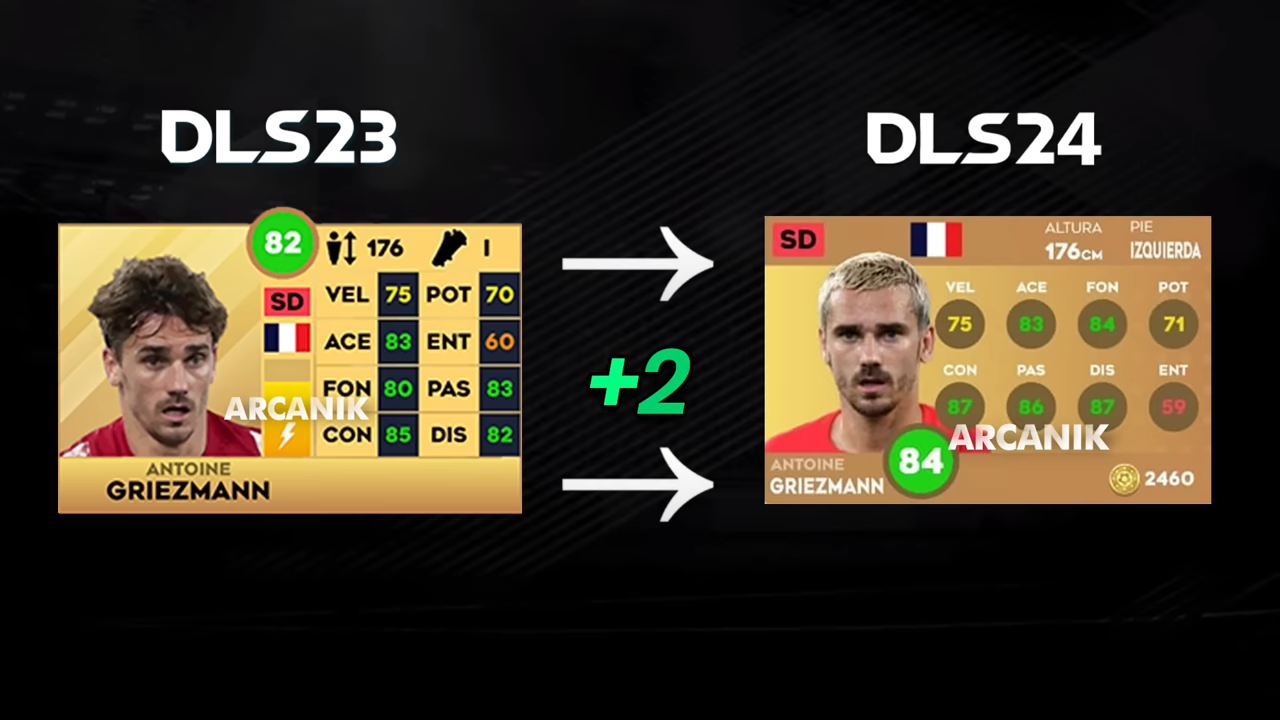 DLS23
DLS24
82
176
I
SD
VEL 75 POT 70
ACE 83 ENT 60
FON 80 PAS 83
CON 85 DIS 82
ARCANIK
ANTOINE
GRIEZMANN
+2
SD
ALTURA
176CM
PIE
IZQUIERDA
VEL ACE FON POT
75 83 84 71
CON PAS DIS ENT
87 86 87 59
ARCANIK
ANTOINE
GRIEZMANN
84
2460